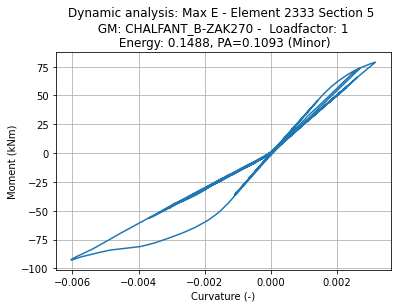 Dynamic analysis: Max E - Element 2333 Section 5
GM: CHALFANT_B-ZAK270 - Loadfactor: 1
Energy: 0.1488, PA=0.1093 (Minor)
Moment (kNm)
75
50
25
0
−25
−50
−75
−100
−0.006
−0.004
−0.002
0.000
0.002
Curvature (-)